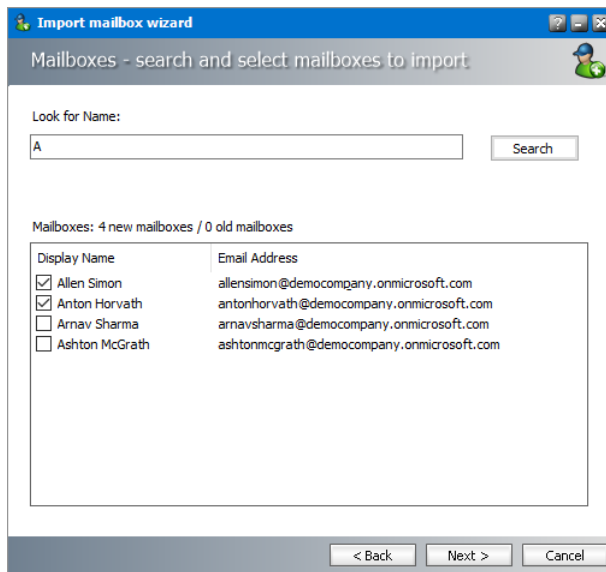 Import mailbox wizard
Mailboxes - search and select mailboxes to import
Look for Name:
A
Search
Mailboxes: 4 new mailboxes / 0 old mailboxes
Display Name Email Address
Allen Simon allensimon@democompany.onmicrosoft.com
Anton Horvath antonhorvath@democompany.onmicrosoft.com
Arnav Sharma arnavsharma@democompany.onmicrosoft.com
Ashton McGrath ashtonmcgrath@democompany.onmicrosoft.com
< Back Next > Cancel